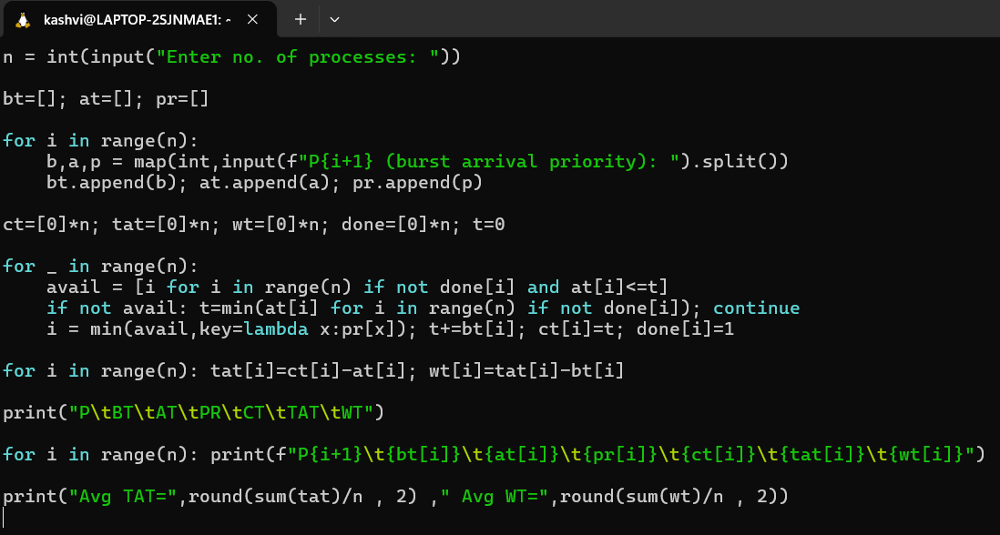 kashvi@LAPTOP-2SJNMAE1: ~
n = int(input("Enter no. of processes: "))
bt=[]; at=[]; pr=[]
for i in range(n):
    b,a,p = map(int,input(f"P{i+1} (burst arrival priority): ").split())
    bt.append(b); at.append(a); pr.append(p)
ct=[0]*n; tat=[0]*n; wt=[0]*n; done=[0]*n; t=0
for _ in range(n):
    avail = [i for i in range(n) if not done[i] and at[i]<=t]
    if not avail: t=min(at[i] for i in range(n) if not done[i]); continue
    i = min(avail,key=lambda x:pr[x]); t+=bt[i]; ct[i]=t; done[i]=1
for i in range(n): tat[i]=ct[i]-at[i]; wt[i]=tat[i]-bt[i]
print("P\tBT\tAT\tPR\tCT\tTAT\tWT")
for i in range(n): print(f"P{i+1}\t{bt[i]}\t{at[i]}\t{pr[i]}\t{ct[i]}\t{tat[i]}\t{wt[i]}")
print("Avg TAT=",round(sum(tat)/n , 2) ," Avg WT=",round(sum(wt)/n , 2))